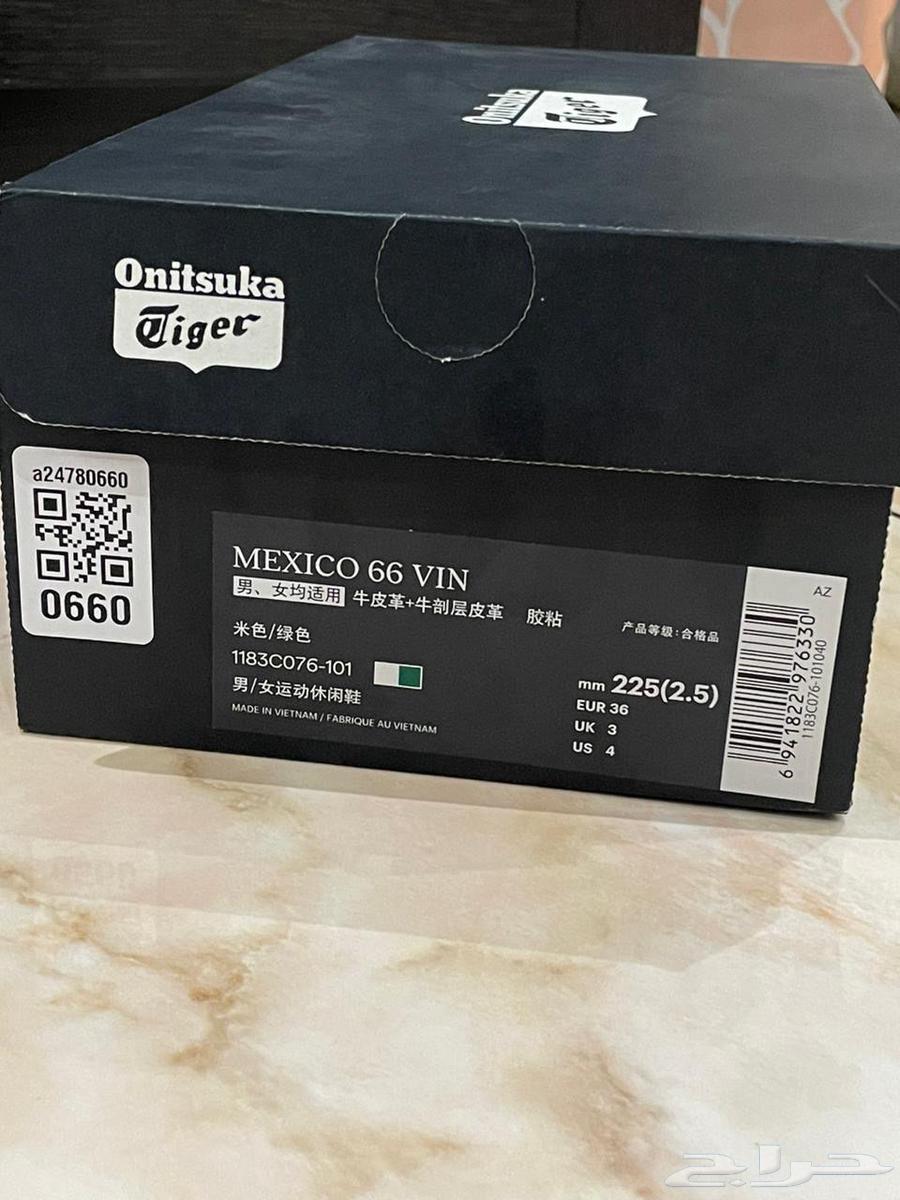 Onitsuka
Tiger
Onitsuka
Tiger
a24780660
0660
MEXICO 66 VIN
男、女均适用 牛皮革+牛剖层皮革 胶粘
米色/绿色
产品等级:合格品
1183C076-101
男/女运动休闲鞋
MADE IN VIETNAM / FABRIQUE AU VIETNAM
mm 225(2.5)
EUR 36
UK 3
US 4
AZ
6 941822 976330
1183C076-101040
حراج